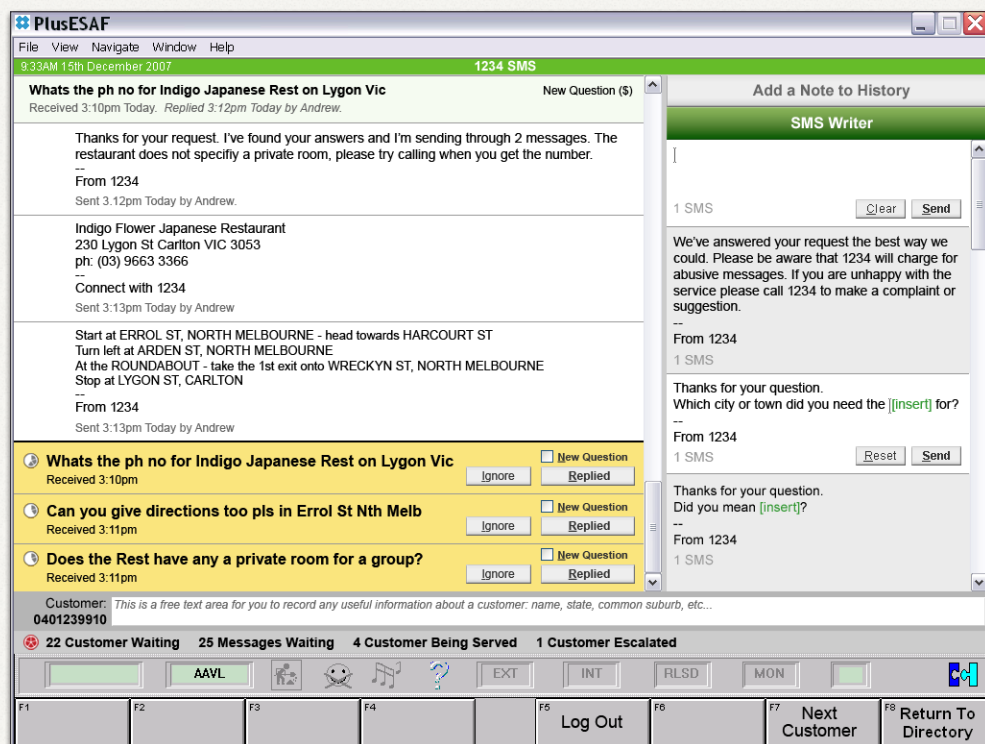 PlusESAF
File View Navigate Window Help
9:33AM 15th December 2007
1234 SMS
Whats the ph no for Indigo Japanese Rest on Lygon Vic
New Question ($)
Received 3:10pm Today. Replied 3:12pm Today by Andrew.
Thanks for your request. I've found your answers and I'm sending through 2 messages. The
restaurant does not specifiy a private room, please try calling when you get the number.
--
From 1234
Sent 3.12pm Today by Andrew.
Indigo Flower Japanese Restaurant
230 Lygon St Carlton VIC 3053
ph: (03) 9663 3366
--
Connect with 1234
Sent 3:13pm Today by Andrew
Start at ERROL ST, NORTH MELBOURNE - head towards HARCOURT ST
Turn left at ARDEN ST, NORTH MELBOURNE
At the ROUNDABOUT - take the 1st exit onto WRECKYN ST, NORTH MELBOURNE
Stop at LYGON ST, CARLTON
--
From 1234
Sent 3:13pm Today by Andrew
Whats the ph no for Indigo Japanese Rest on Lygon Vic
Received 3:10pm
Ignore
New Question
Replied
Can you give directions too pls in Errol St Nth Melb
Received 3:11pm
Ignore
New Question
Replied
Does the Rest have any a private room for a group?
Received 3:11pm
Ignore
New Question
Replied
Add a Note to History
SMS Writer
1 SMS
Clear
Send
We've answered your request the best way we
could. Please be aware that 1234 will charge for
abusive messages. If you are unhappy with the
service please call 1234 to make a complaint or
suggestion.
--
From 1234
1 SMS
Thanks for your question.
Which city or town did you need the [insert] for?
--
From 1234
1 SMS
Reset
Send
Thanks for your question.
Did you mean [insert]?
--
From 1234
1 SMS
Customer:
0401239910
This is a free text area for you to record any useful information about a customer: name, state, common suburb, etc...
22 Customer Waiting 25 Messages Waiting 4 Customer Being Served 1 Customer Escalated
AAVL
EXT
INT
RLSD
MON
F1
F2
F3
F4
F5
Log Out
F6
F7
Next
Customer
F8
Return To
Directory